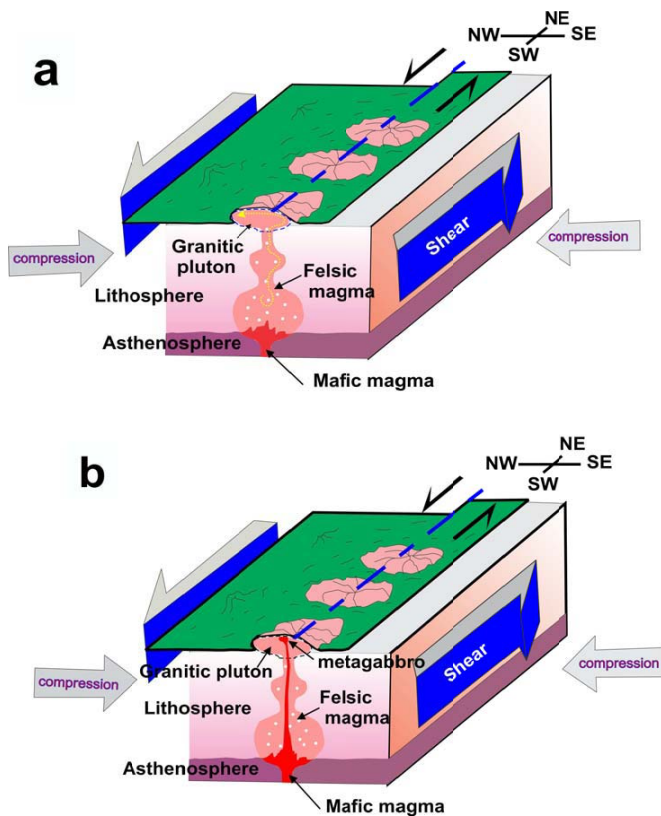 a
NE
NW SE
SW
compression
Granitic
pluton
Felsic
magma
Lithosphere
Asthenosphere
Mafic magma
Shear
compression
b
NE
NW SE
SW
compression
Granitic pluton
metagabbro
Lithosphere
Felsic
magma
Asthenosphere
Mafic magma
Shear
compression